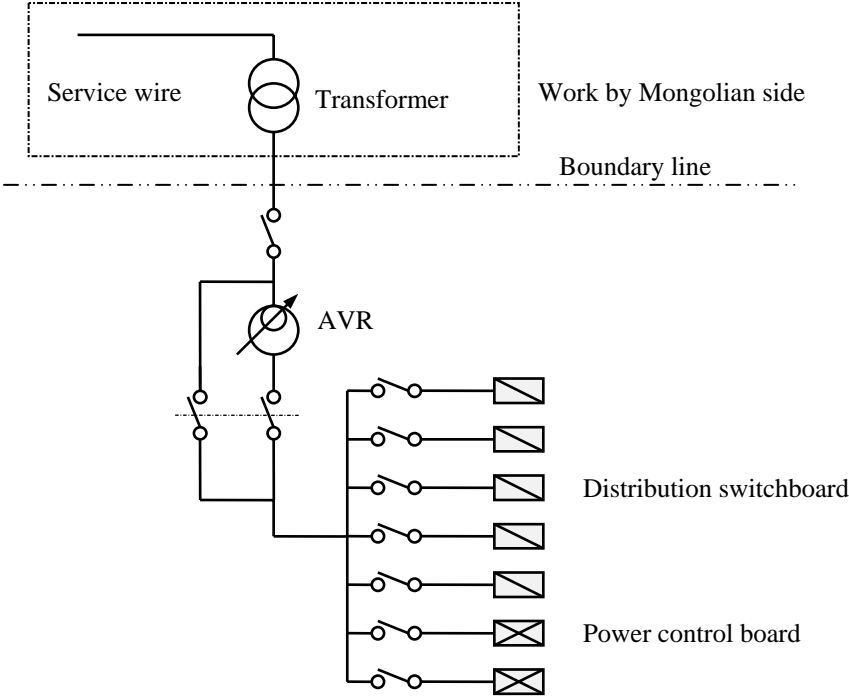 Service wire
Transformer
Work by Mongolian side
Boundary line
AVR
Distribution switchboard
Power control board